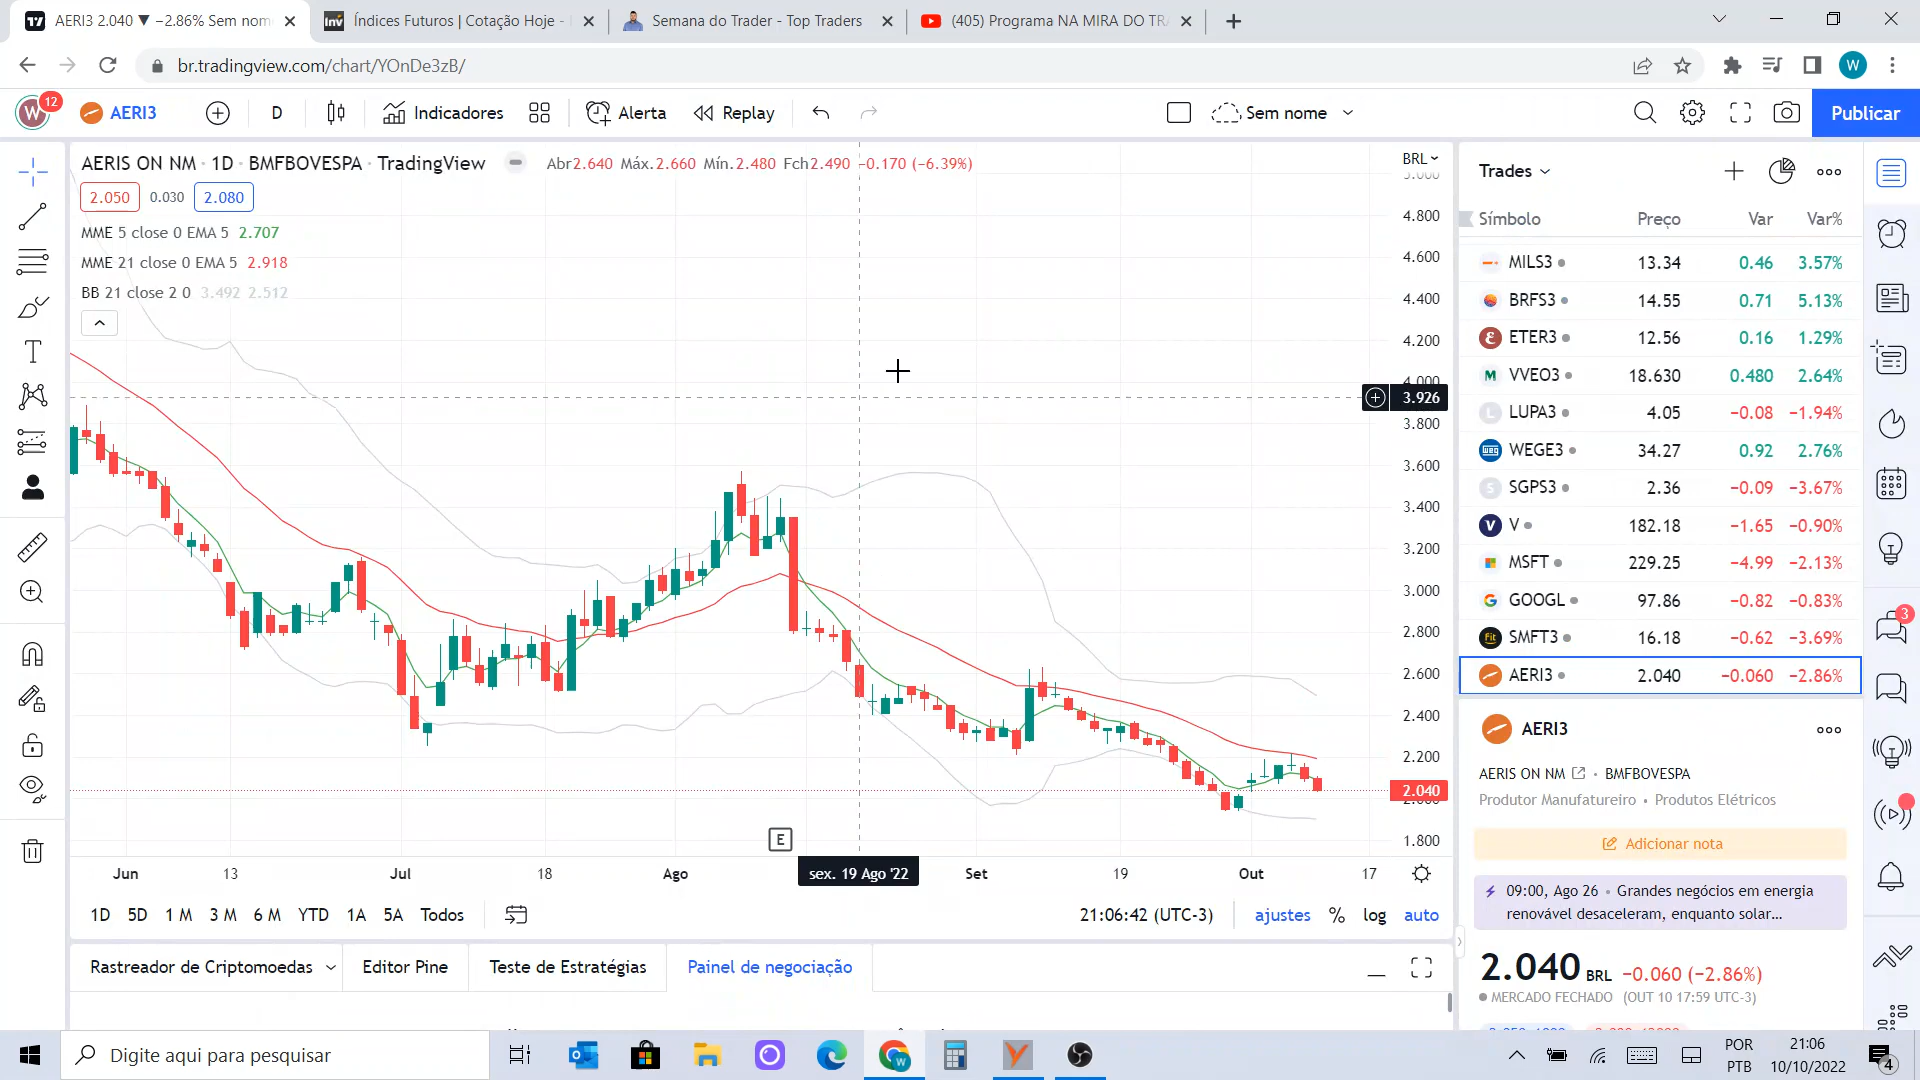 AERI3 2.040 ▼ −2.86% Sem nom
Índices Futuros | Cotação Hoje -
Semana do Trader - Top Traders
(405) Programa NA MIRA DO TR
br.tradingview.com/chart/YOnDe3zB/
W
W
12
AERI3
D
Indicadores
Alerta
Replay
Sem nome
Publicar
AERIS ON NM · 1D · BMFBOVESPA · TradingView
Abr2.640 Máx.2.660 Mín.2.480 Fch2.490 −0.170 (−6.39%)
2.050
0.030
2.080
MME 5 close 0 EMA 5 2.707
MME 21 close 0 EMA 5 2.918
BB 21 close 2 0 3.492 2.512
BRL
5.000
4.800
4.600
4.400
4.200
4.000
3.926
3.800
3.600
3.400
3.200
3.000
2.800
2.600
2.400
2.200
2.040
2.000
1.800
E
Jun
13
Jul
18
Ago
sex. 19 Ago '22
Set
19
Out
17
1D 5D 1 M 3 M 6 M YTD 1A 5A Todos
21:06:42 (UTC-3)
ajustes
%
log
auto
Rastreador de Criptomoedas
Editor Pine
Teste de Estratégias
Painel de negociação
Trades
Símbolo Preço Var Var%
MILS3 13.34 0.46 3.57%
BRFS3 14.55 0.71 5.13%
ETER3 12.56 0.16 1.29%
VVEO3 18.630 0.480 2.64%
LUPA3 4.05 −0.08 −1.94%
WEGE3 34.27 0.92 2.76%
SGPS3 2.36 −0.09 −3.67%
V 182.18 −1.65 −0.90%
MSFT 229.25 −4.99 −2.13%
GOOGL 97.86 −0.82 −0.83%
SMFT3 16.18 −0.62 −3.69%
AERI3 2.040 −0.060 −2.86%
3
AERI3
AERIS ON NM • BMFBOVESPA
Produtor Manufatureiro • Produtos Elétricos
Adicionar nota
09:00, Ago 26 • Grandes negócios em energia
renovável desaceleram, enquanto solar...
2.040 BRL −0.060 (−2.86%)
MERCADO FECHADO (OUT 10 17:59 UTC-3)
Digite aqui para pesquisar
POR
PTB
21:06
10/10/2022
4